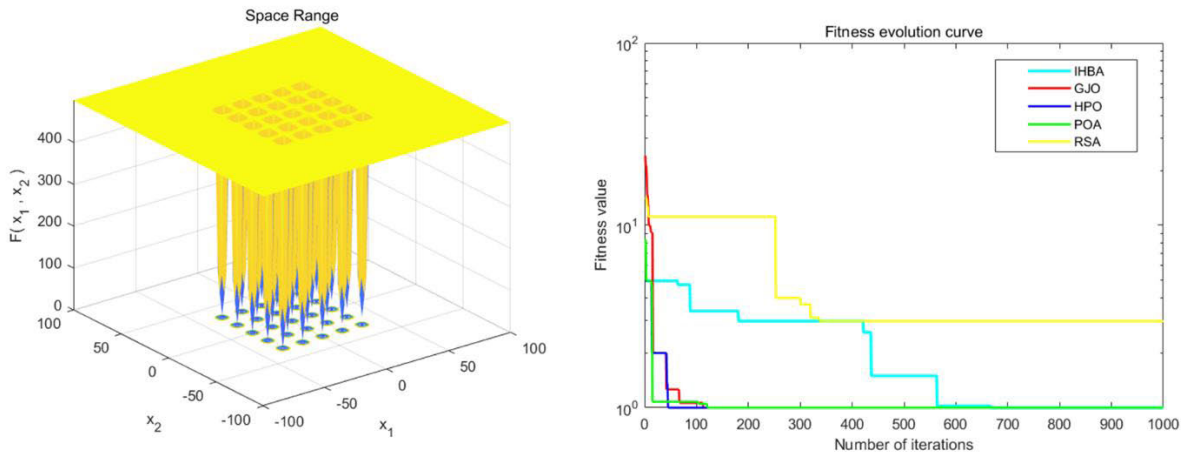 Space Range
F( x1 , x2 )
400
300
200
100
0
100
50
0
-50
-100
x2
-100
-50
0
50
100
x1
Fitness evolution curve
Fitness value
10^2
10^1
10^0
IHBA
GJO
HPO
POA
RSA
0 100 200 300 400 500 600 700 800 900 1000
Number of iterations